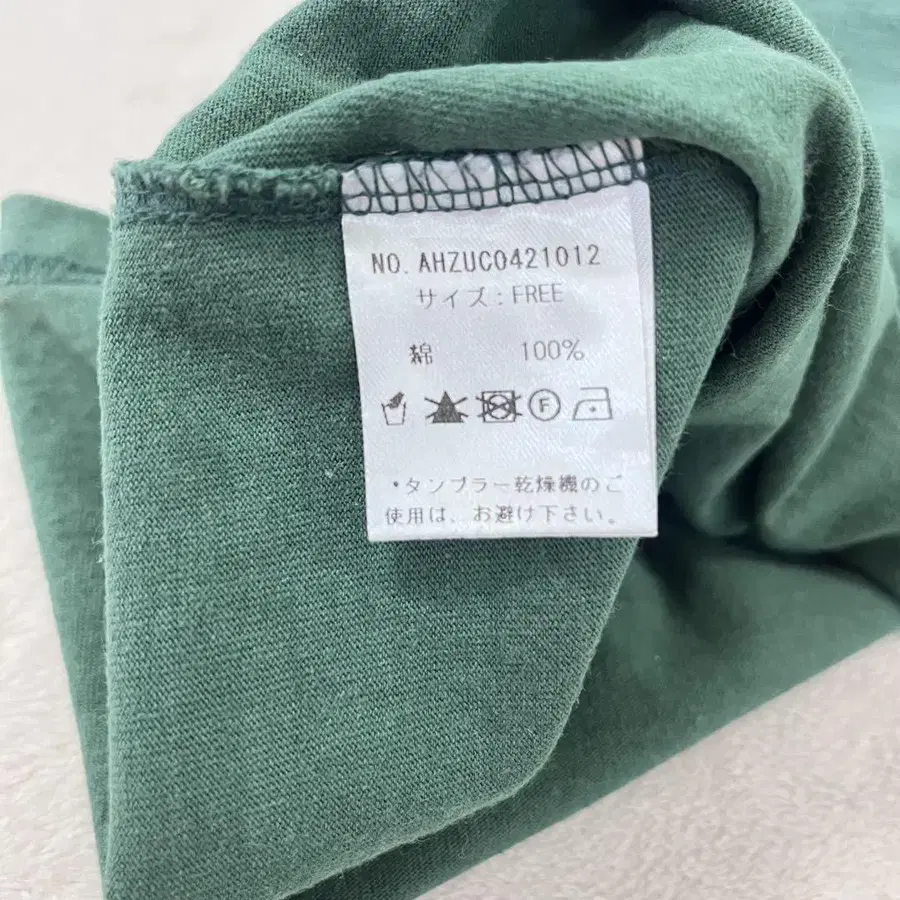 NO. AHZUC0421012
サイズ：FREE
綿 100%
F
*タンブラー乾燥機のご
使用は、お避け下さい。